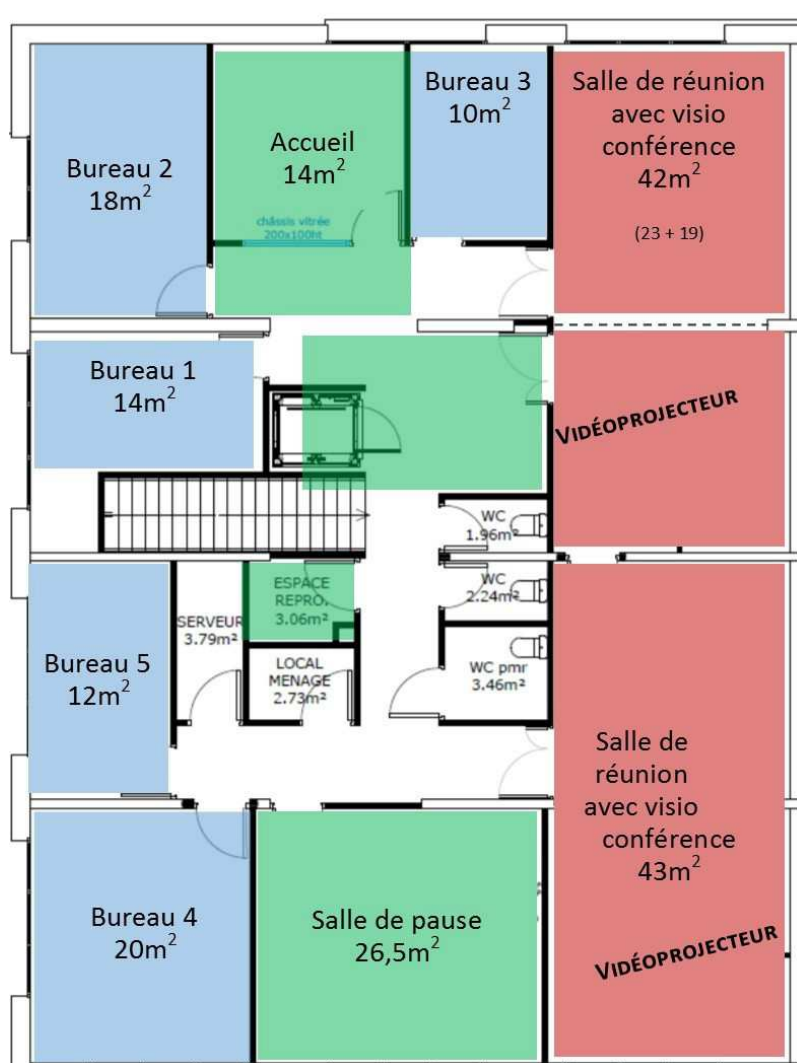 Bureau 2
18m²
Accueil
14m²
châssis vitrée
200x100ht
Bureau 3
10m²
Salle de réunion
avec visio
conférence
42m²
(23 + 19)
Bureau 1
14m²
VIDÉOPROJECTEUR
WC
1.96m²
WC
2.24m²
WC pmr
3.46m²
ESPACE
REPRO.
3.06m²
SERVEUR
3.79m²
LOCAL
MENAGE
2.73m²
Bureau 5
12m²
Salle de
réunion
avec visio
conférence
43m²
VIDÉOPROJECTEUR
Bureau 4
20m²
Salle de pause
26,5m²